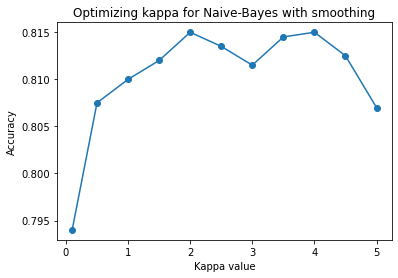 Optimizing kappa for Naive-Bayes with smoothing
0.815
0.810
0.805
0.800
0.795
Accuracy
0 1 2 3 4 5
Kappa value